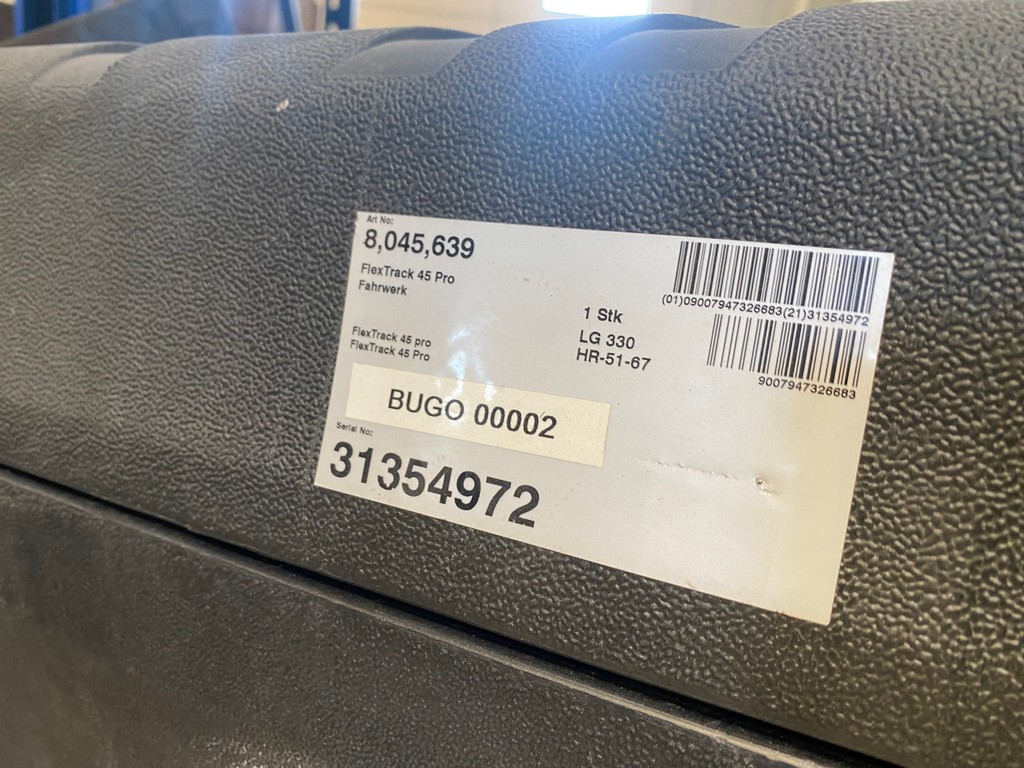 Art No:
8,045,639
FlexTrack 45 Pro
Fahrwerk
FlexTrack 45 pro
FlexTrack 45 Pro
BUGO 00002
Serial No:
31354972
1 Stk
LG 330
HR-51-67
(01)09007947326683(21)31354972
9007947326683